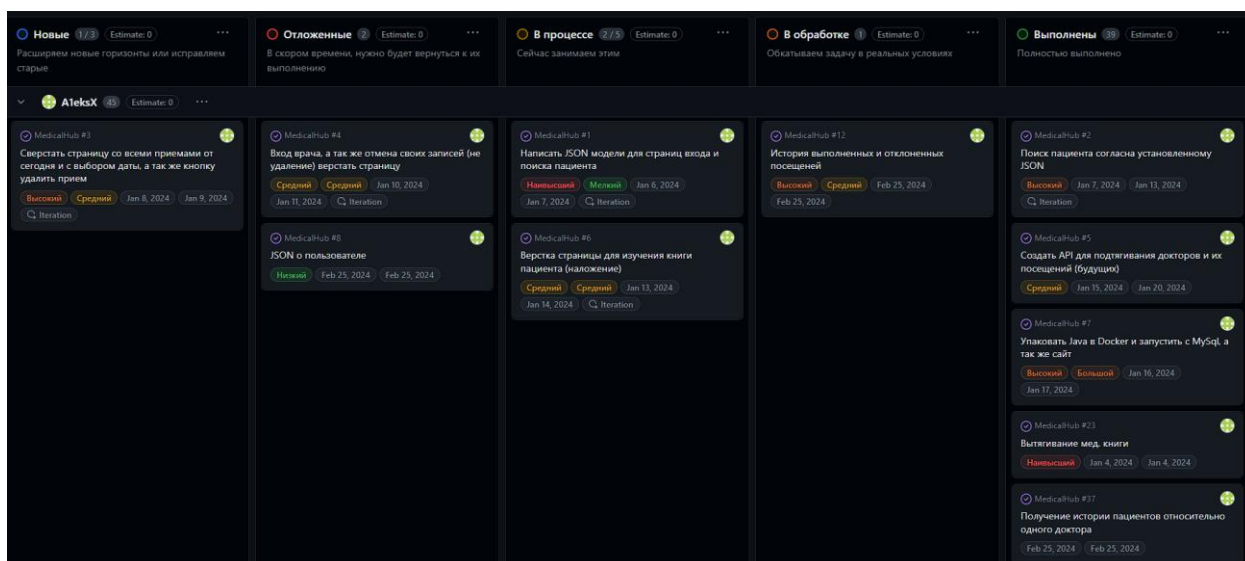 Новые 1/3 Estimate: 0 ...
Расширяем новые горизонты или исправляем
старые
Отложенные 2 Estimate: 0 ...
В скором времени, нужно будет вернуться к их
выполнению
В процессе 2/5 Estimate: 0 ...
Сейчас занимаем этим
В обработке 1 Estimate: 0 ...
Обкатываем задачу в реальных условиях
Выполнены 39 Estimate: 0 ...
Полностью выполнено
A1eksX 45 Estimate: 0 ...
MedicalHub #3
Сверстать страницу со всеми приемами от
сегодня и с выбором даты, а так же кнопку
удалить прием
Высокий Средний Jan 8, 2024 Jan 9, 2024
Iteration
MedicalHub #4
Вход врача, а так же отмена своих записей (не
удаление) верстать страницу
Средний Средний Jan 10, 2024
Jan 11, 2024 Iteration
MedicalHub #8
JSON о пользователе
Низкий Feb 25, 2024 Feb 25, 2024
MedicalHub #1
Написать JSON модели для страниц входа и
поиска пациента
Наивысший Мелкий Jan 6, 2024
Jan 7, 2024 Iteration
MedicalHub #6
Верстка страницы для изучения книги
пациента (наложение)
Средний Средний Jan 13, 2024
Jan 14, 2024 Iteration
MedicalHub #12
История выполненных и отклоненных
посещеней
Высокий Средний Feb 25, 2024
Feb 25, 2024
MedicalHub #2
Поиск пациента согласна установленному
JSON
Высокий Jan 7, 2024 Jan 13, 2024
Iteration
MedicalHub #5
Создать API для подтягивания докторов и их
посещений (будущих)
Средний Jan 15, 2024 Jan 20, 2024
MedicalHub #7
Упаковать Java в Docker и запустить с MySql, а
так же сайт
Высокий Большой Jan 16, 2024
Jan 17, 2024
MedicalHub #23
Вытягивание мед. книги
Наивысший Jan 4, 2024 Jan 4, 2024
MedicalHub #37
Получение истории пациентов относительно
одного доктора
Feb 25, 2024 Feb 25, 2024